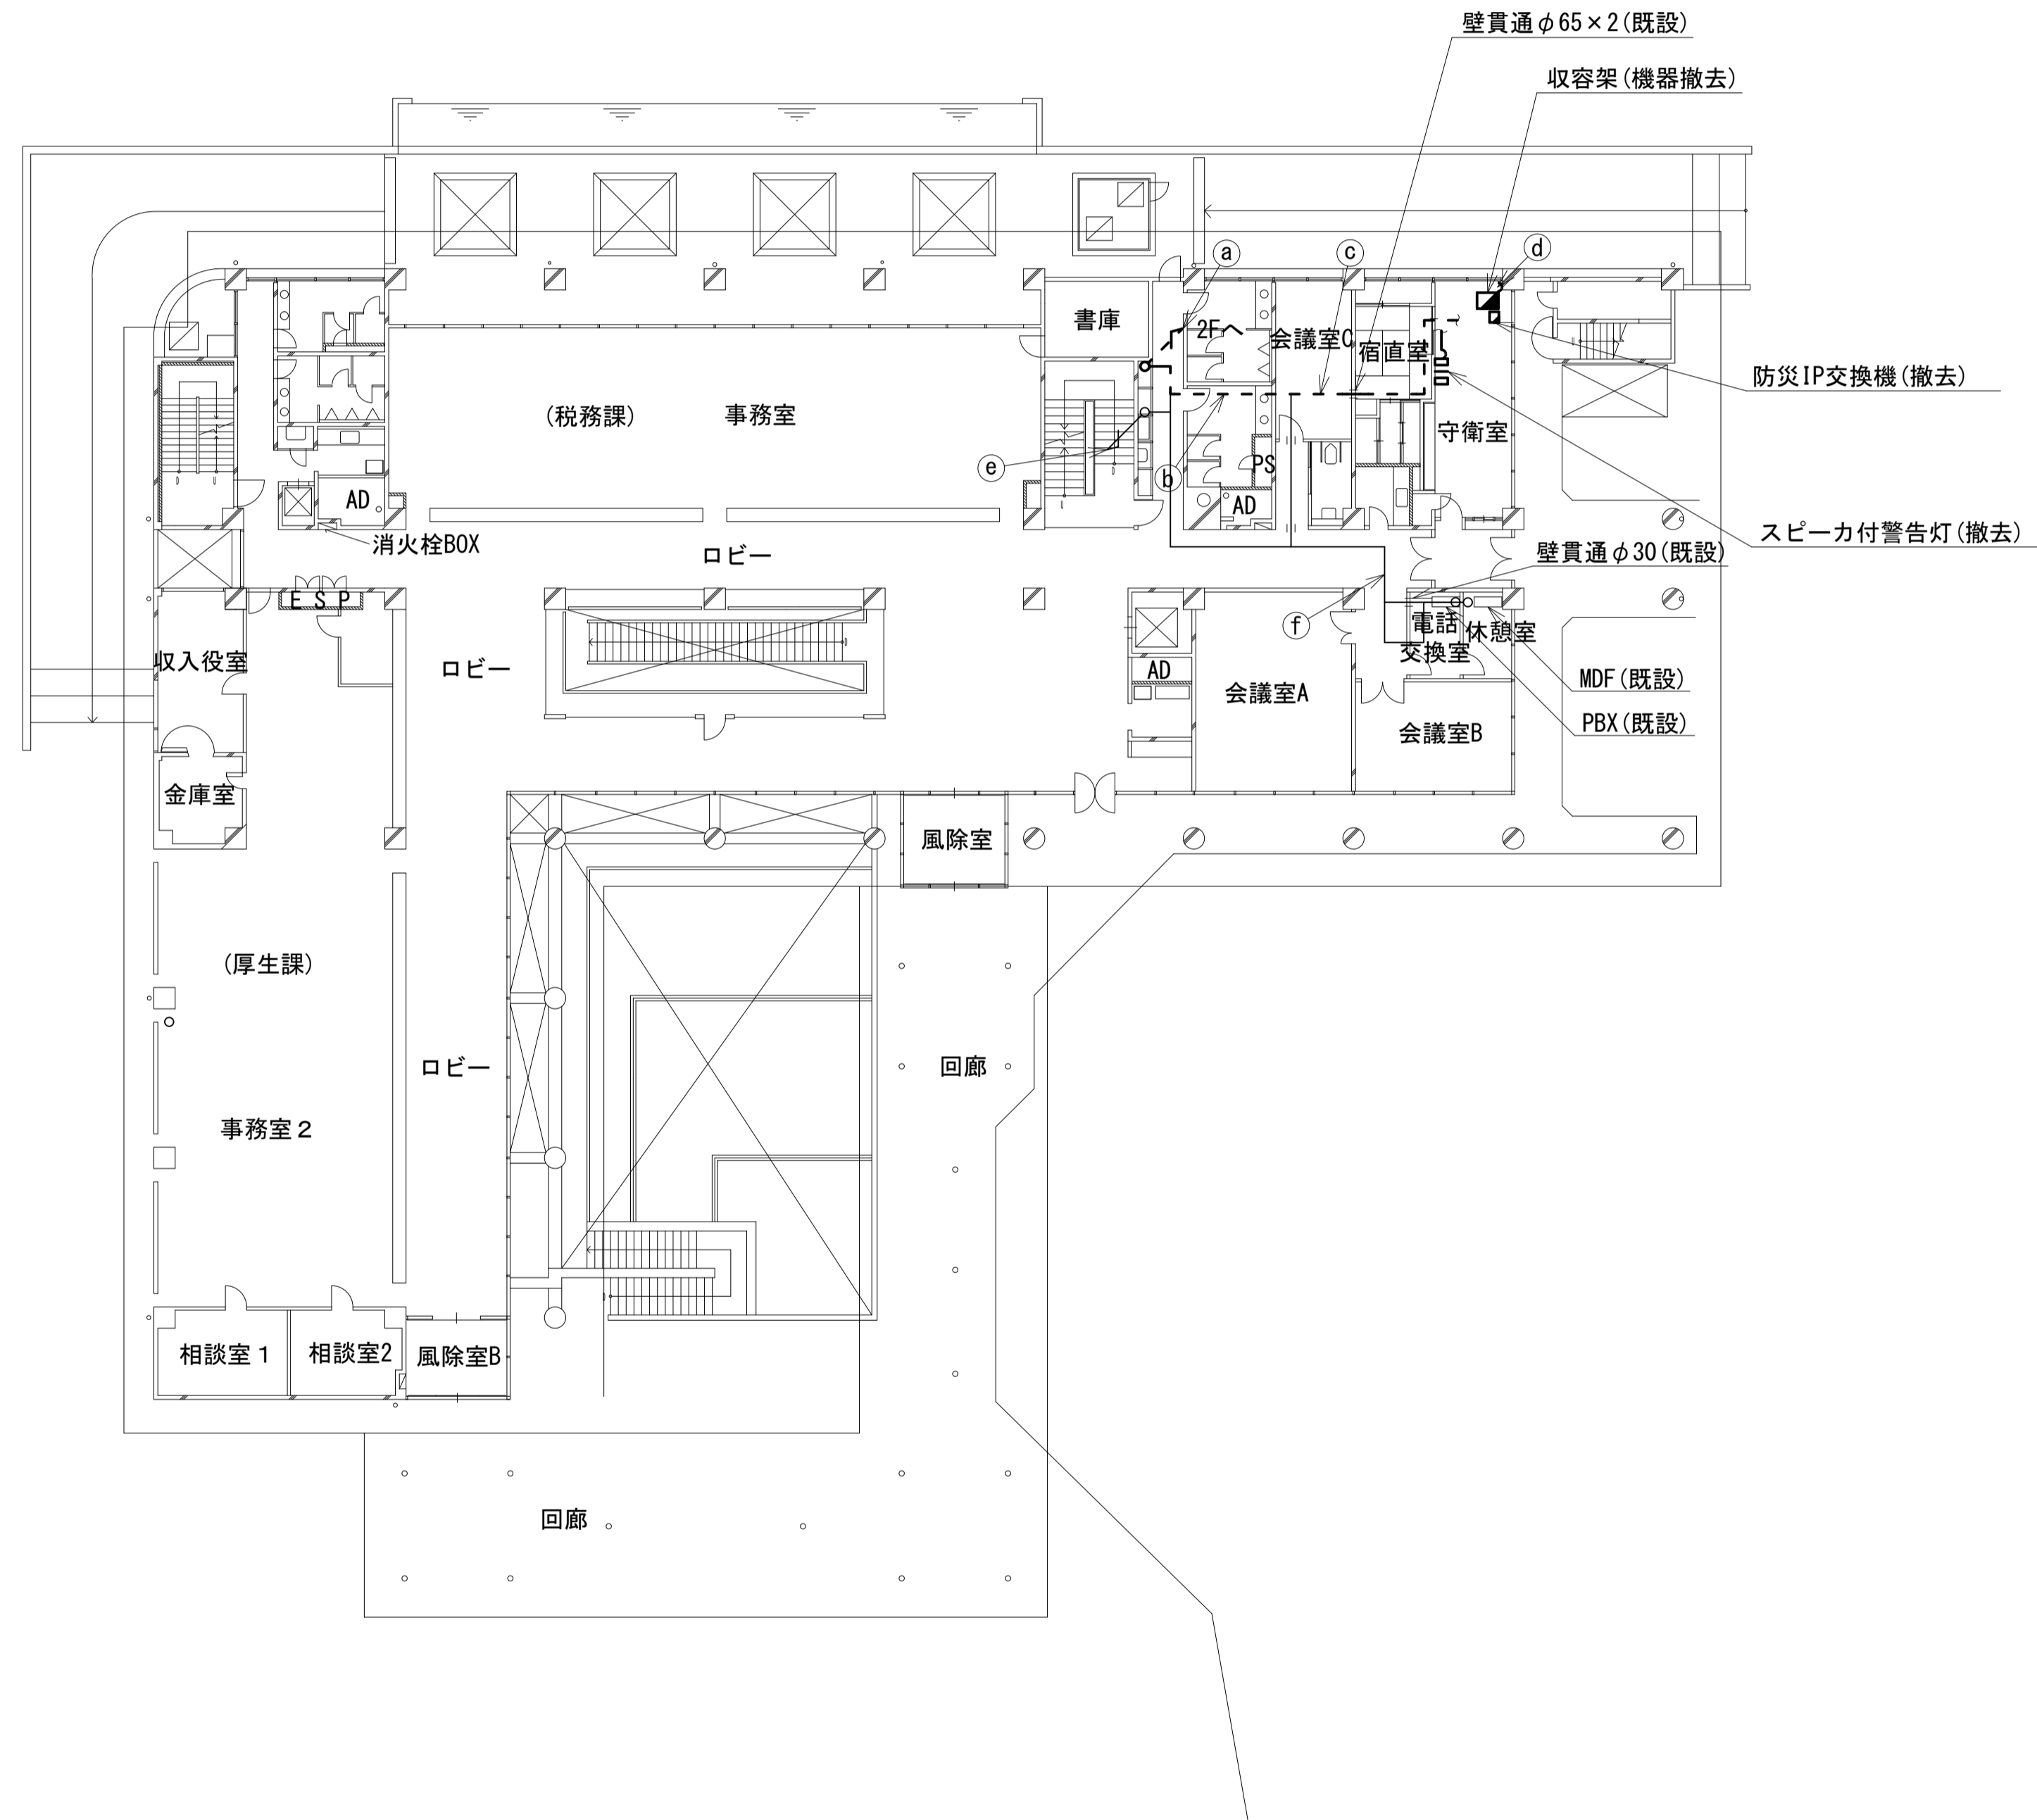 壁貫通φ65×2(既設)
収容架(機器撤去)
ⓐ
ⓒ
ⓓ
書庫
2Fへ
会議室C
宿直室
防災IP交換機(撤去)
(税務課)
事務室
守衛室
ⓔ
ⓑ
PS
AD
AD
スピーカ付警告灯(撤去)
消火栓BOX
ロビー
壁貫通φ30(既設)
E S P
ⓕ
電話
交換室
休憩室
収入役室
ロビー
AD
会議室A
MDF(既設)
PBX(既設)
会議室B
金庫室
風除室
(厚生課)
ロビー
回廊
事務室２
相談室１
相談室2
風除室B
回廊